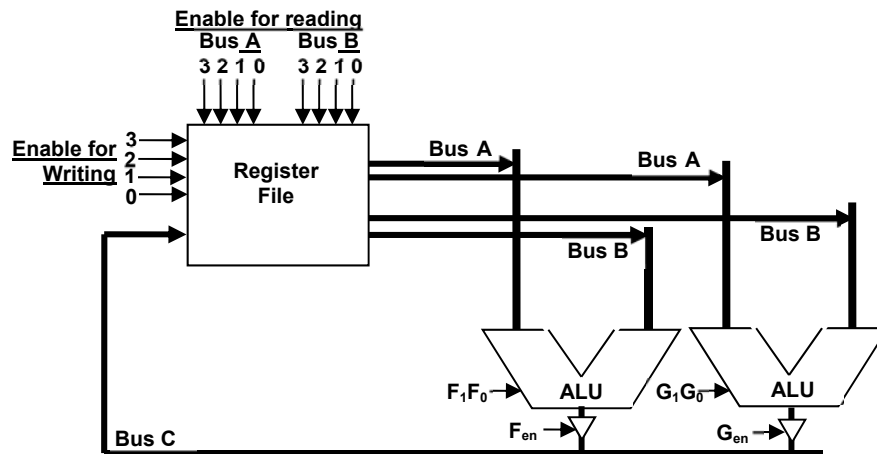 Enable for reading
Bus A Bus B
3 2 1 0 3 2 1 0
Enable for
Writing
3
2
1
0
Register
File
Bus A
Bus A
Bus B
Bus B
F₁F₀
ALU
G₁G₀
ALU
Fₑₙ
Gₑₙ
Bus C